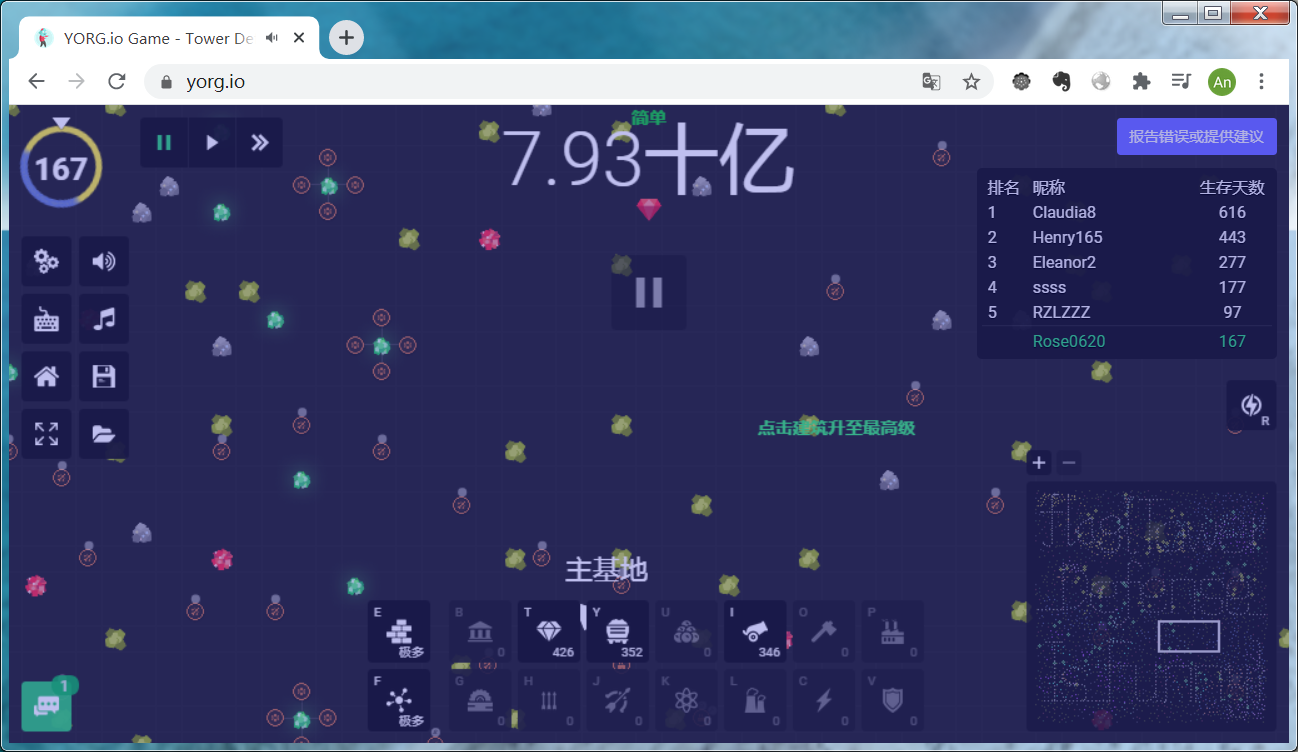 YORG.io Game - Tower De
yorg.io
An
167
简单
7.93十亿
报告错误或提供建议
排名 昵称 生存天数
1 Claudia8 616
2 Henry165 443
3 Eleanor2 277
4 ssss 177
5 RZLZZZ 97
Rose0620 167
R
点击建筑升至最高级
主基地
E 极多
B 0
T 426
Y 352
U 0
I 346
O 0
P 0
F 极多
G 0
H 0
J 0
K 0
L 0
C 0
V 0
1